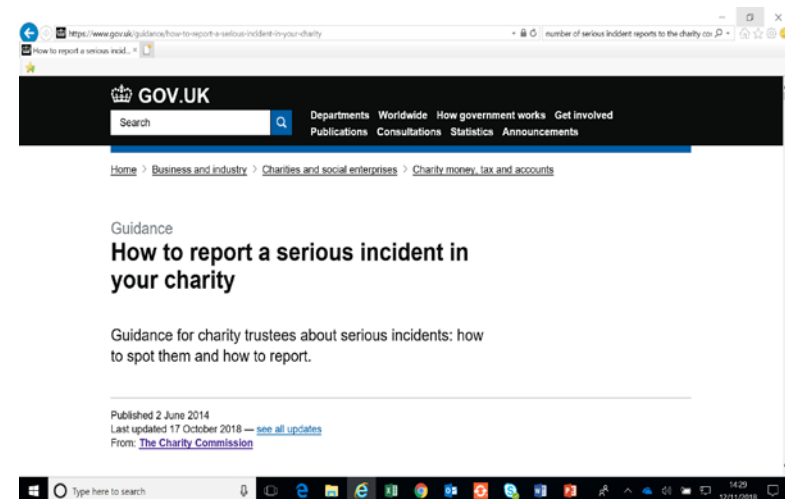 https://www.gov.uk/guidance/how-to-report-a-serious-incident-in-your-charity
number of serious incident reports to the charity co
How to report a serious incid...
GOV.UK
Search
Departments Worldwide How government works Get involved
Publications Consultations Statistics Announcements
Home > Business and industry > Charities and social enterprises > Charity money, tax and accounts
Guidance
How to report a serious incident in
your charity
Guidance for charity trustees about serious incidents: how
to spot them and how to report.
Published 2 June 2014
Last updated 17 October 2018 — see all updates
From: The Charity Commission
Type here to search
14:29
12/11/2018